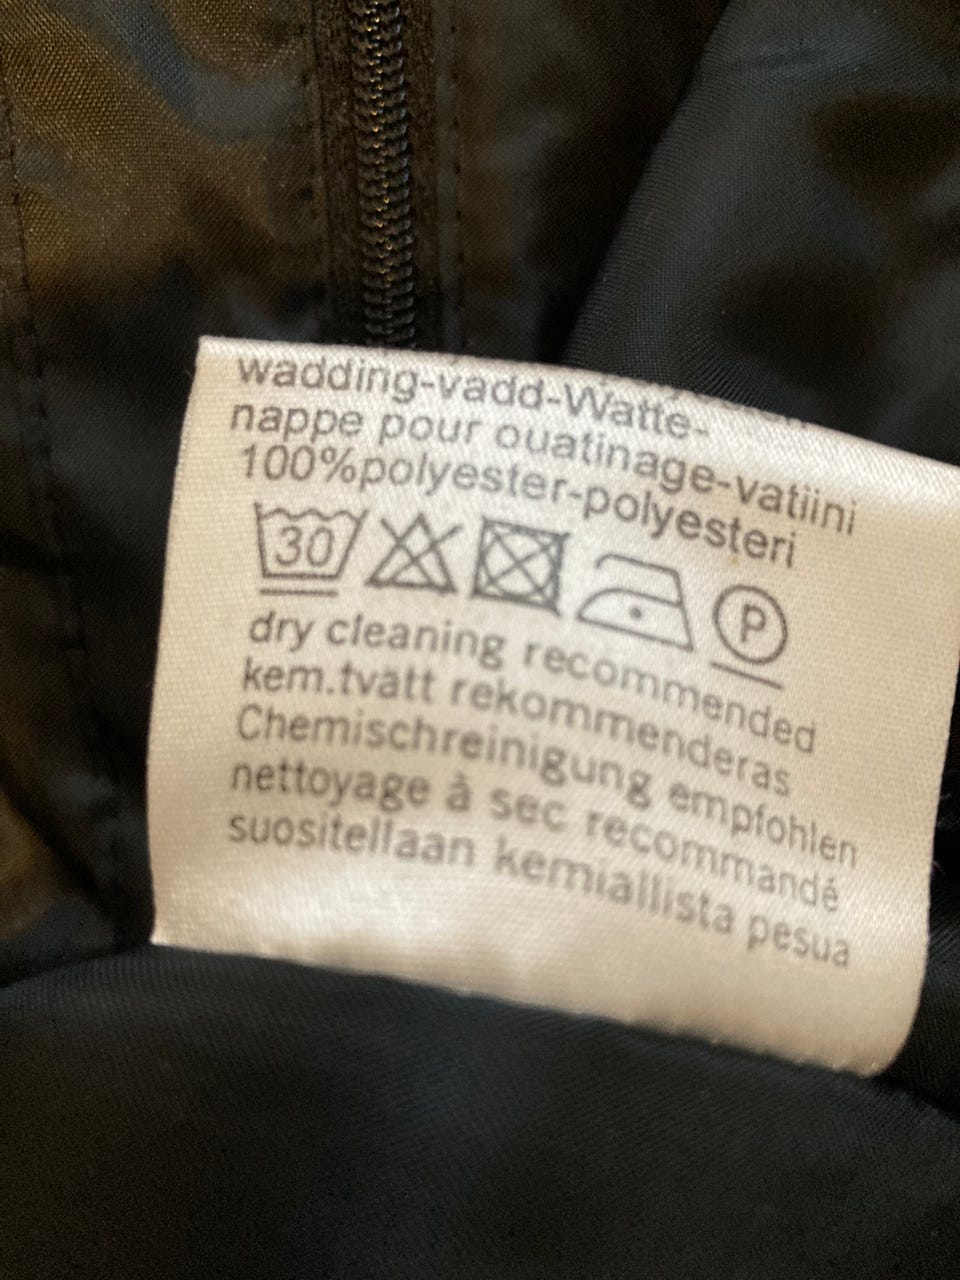 wadding-vadd-Watte-
nappe pour ouatinage-vatiini
100%polyester-polyesteri
30 P
dry cleaning recommended
kem.tvätt rekommenderas
Chemischreinigung empfohlen
nettoyage à sec recommandé
suositellaan kemiallista pesua